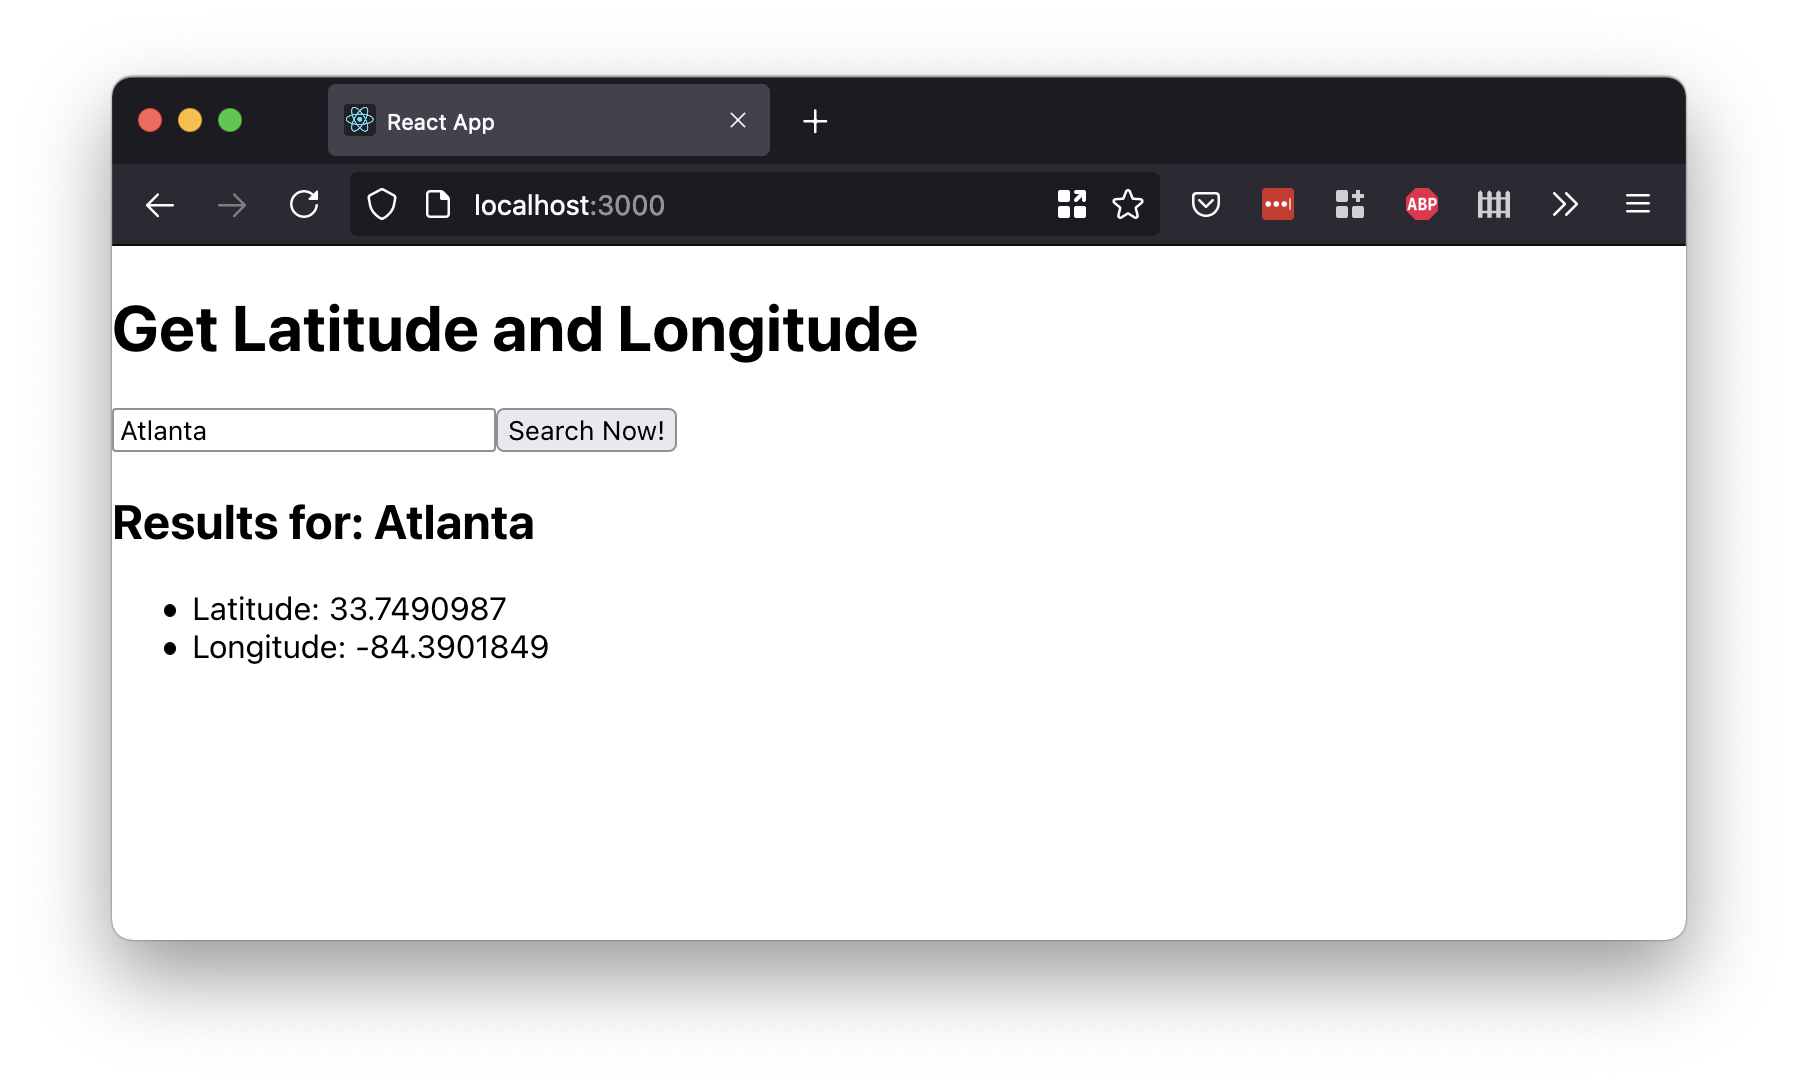 React App
localhost:3000
ABP
Get Latitude and Longitude
Atlanta
Search Now!
Results for: Atlanta
Latitude: 33.7490987
Longitude: -84.3901849